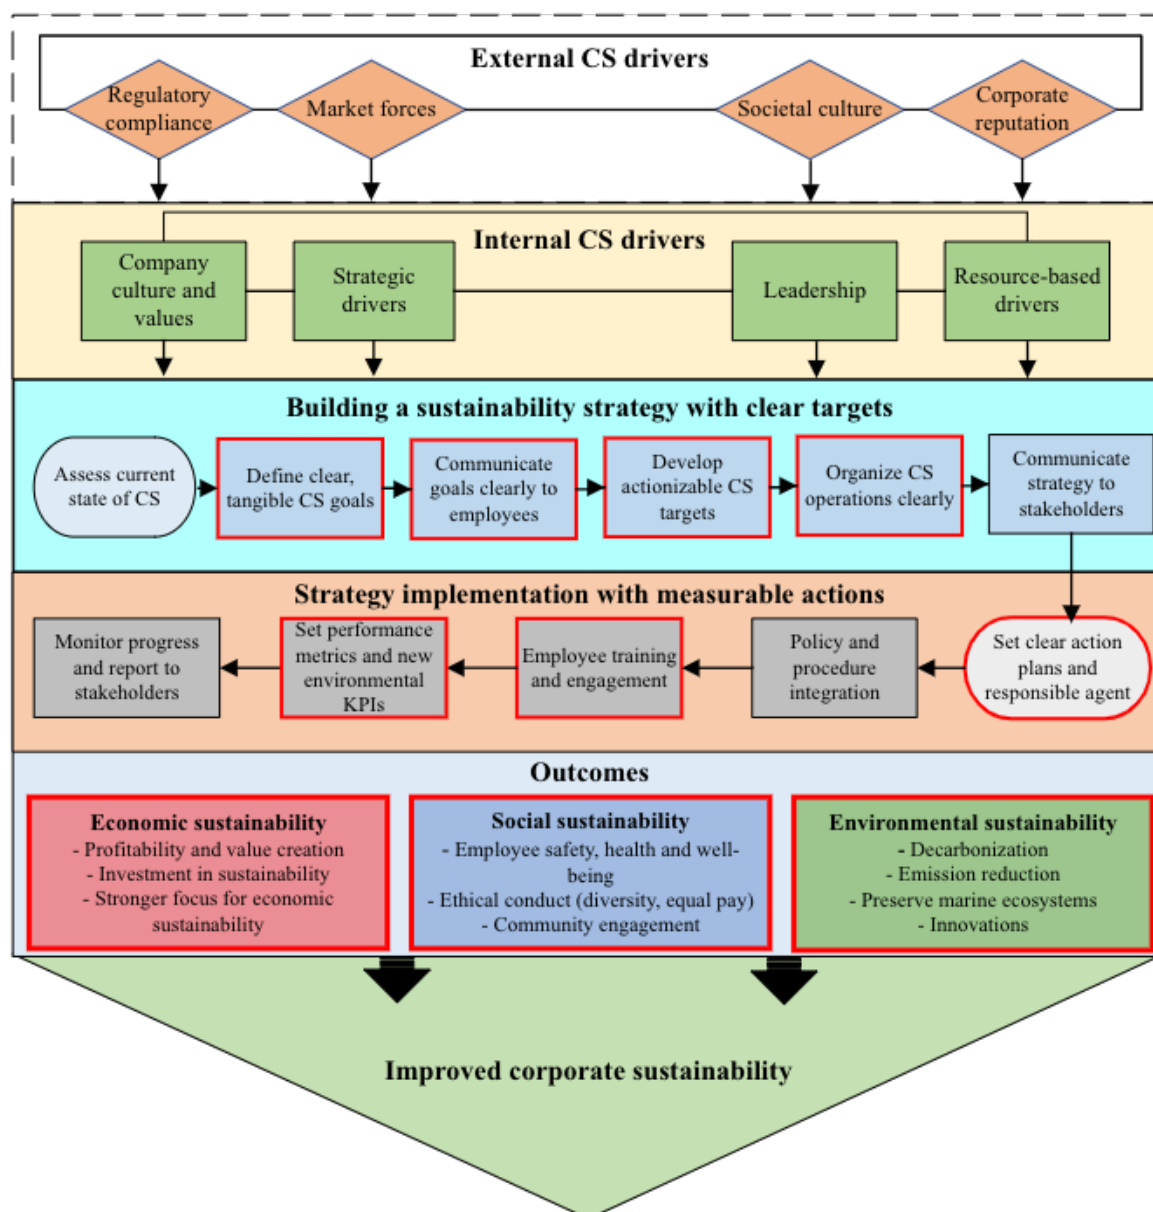 External CS drivers
Regulatory
compliance
Market forces
Societal culture
Corporate
reputation
Internal CS drivers
Company
culture and
values
Strategic
drivers
Leadership
Resource-based
drivers
Building a sustainability strategy with clear targets
Assess current
state of CS
Define clear,
tangible CS goals
Communicate
goals clearly to
employees
Develop
actionizable CS
targets
Organize CS
operations clearly
Communicate
strategy to
stakeholders
Strategy implementation with measurable actions
Monitor progress
and report to
stakeholders
Set performance
metrics and new
environmental
KPIs
Employee training
and engagement
Policy and
procedure
integration
Set clear action
plans and
responsible agent
Outcomes
Economic sustainability
- Profitability and value creation
- Investment in sustainability
- Stronger focus for economic
sustainability
Social sustainability
- Employee safety, health and well-
being
- Ethical conduct (diversity, equal pay)
- Community engagement
Environmental sustainability
- Decarbonization
- Emission reduction
- Preserve marine ecosystems
- Innovations
Improved corporate sustainability